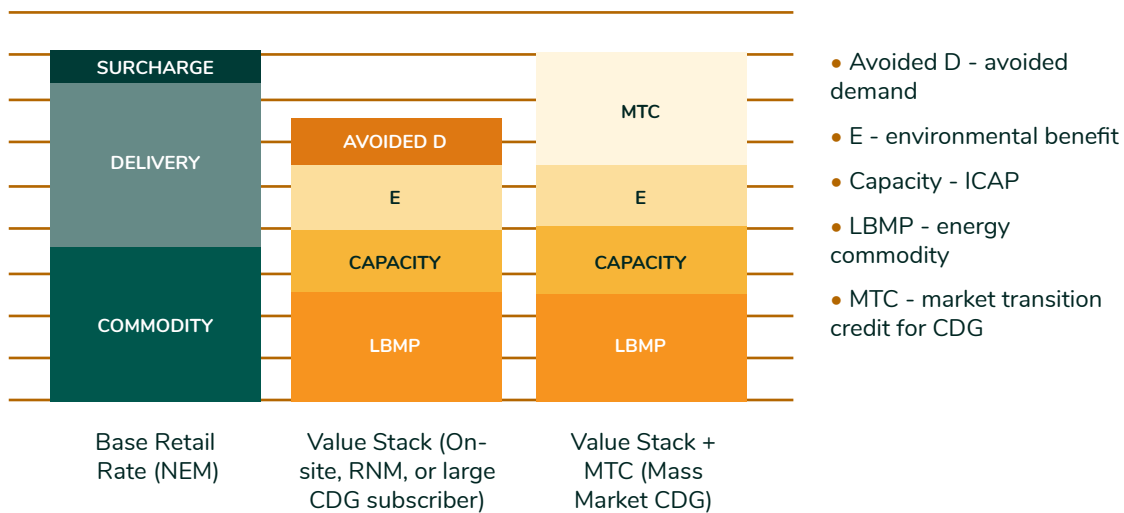 SURCHARGE
DELIVERY
COMMODITY
AVOIDED D
E
CAPACITY
LBMP
MTC
E
CAPACITY
LBMP
Base Retail
Rate (NEM)
Value Stack (On-
site, RNM, or large
CDG subscriber)
Value Stack +
MTC (Mass
Market CDG)
• Avoided D - avoided
demand
• E - environmental benefit
• Capacity - ICAP
• LBMP - energy
commodity
• MTC - market transition
credit for CDG